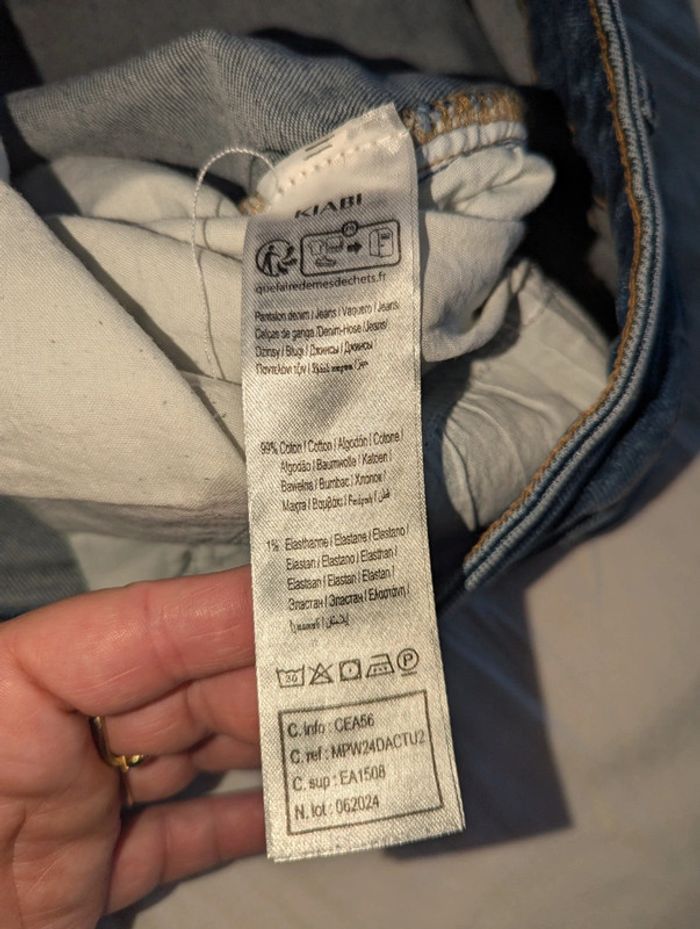 KIABI
quefairedemesdechets.fr
Pantalon denim / Jeans / Vaquero / Jeans
Calças de ganga /Denim-Hose /Jeans/
Dżinsy / Blugi / Джинсы / Джинсы
Παντελόνι τζιν /
99% Coton / Cotton / Algodón / Cotone /
Algodão / Baumwolle / Katoen /
Bawełna / Bumbac / Хлопок /
Мақта / Βαμβάκι /
1% Elasthanne / Elastane / Elastano /
Elastan / Elastano / Elasthan /
Elastaan / Elastan / Elastan /
Эластан / Эластан / Ελαστάνη /
30 P
C. info : CEA56
C. ref : MPW24DACTU2
C. sup : EA1508
N. lot : 062024